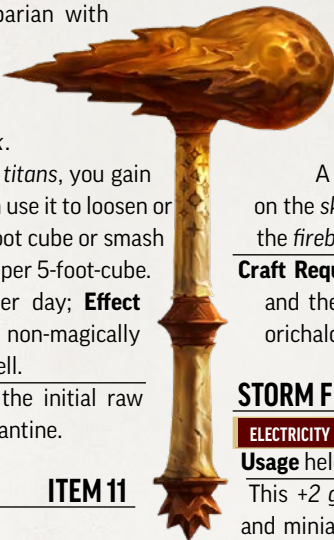 parian with
k.
titans, you gain
use it to loosen or
oot cube or smash
per 5-foot-cube.
er day; Effect
non-magically
ell.
the initial raw
antine.
ITEM 11
A
on the sk
the fireb
Craft Requ
and the
orichalc
STORM F
ELECTRICITY
Usage hel
This +2 g
and minia